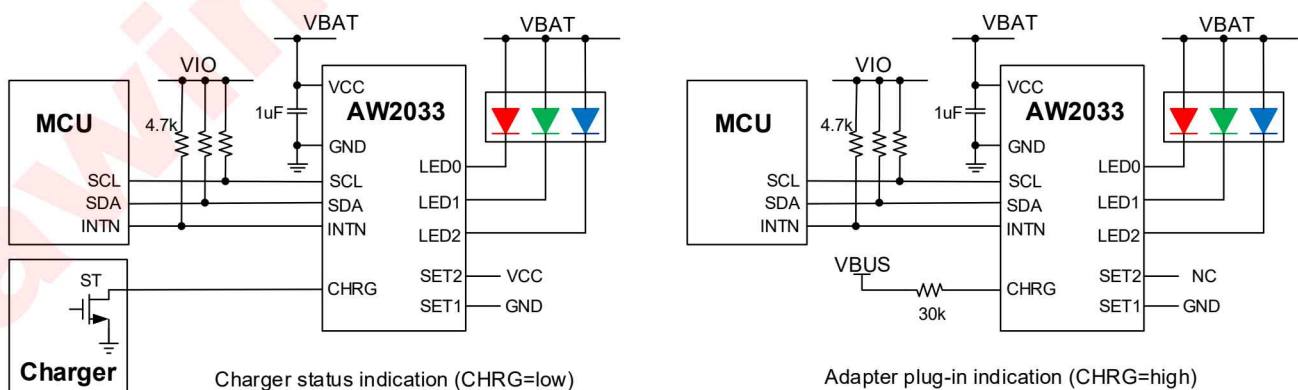 VBAT
VBAT
VIO
VCC
1uF
AW2033
MCU
4.7k
GND
LED0
SCL
SCL
SDA
SDA
LED1
INTN
INTN
LED2
SET2
VCC
ST
CHRG
SET1
GND
Charger
Charger status indication (CHRG=low)
VBAT
VBAT
VIO
VCC
1uF
AW2033
MCU
4.7k
GND
LED0
SCL
SCL
SDA
SDA
LED1
INTN
INTN
LED2
VBUS
SET2
NC
CHRG
30k
SET1
GND
Adapter plug-in indication (CHRG=high)